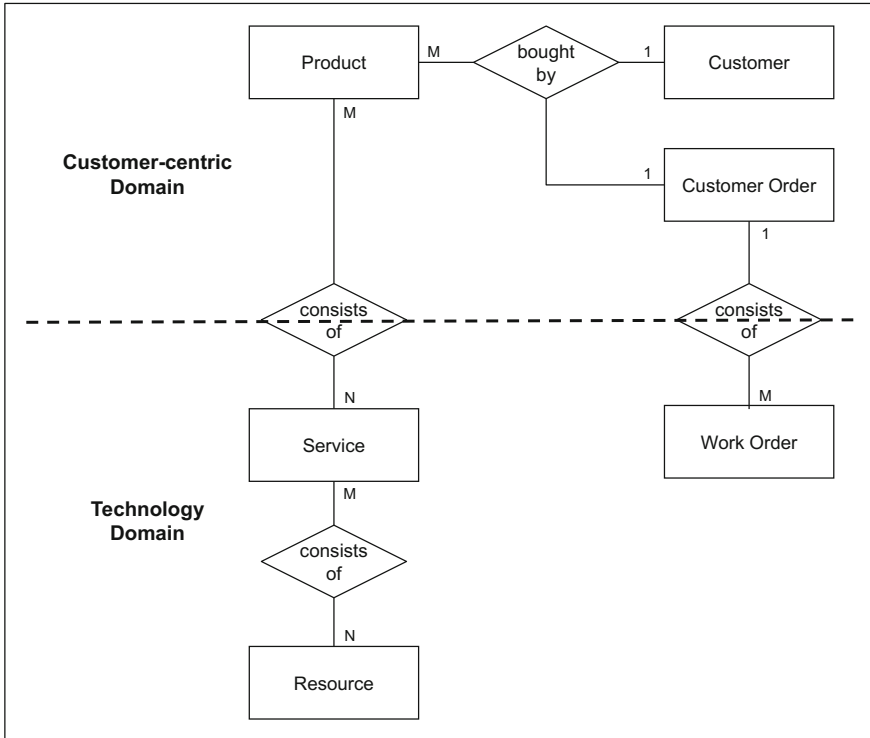 Product
M
bought
by
1
Customer
M
Customer-centric
Domain
1
Customer Order
1
consists
of
consists
of
N
M
Service
Work Order
M
Technology
Domain
consists
of
N
Resource